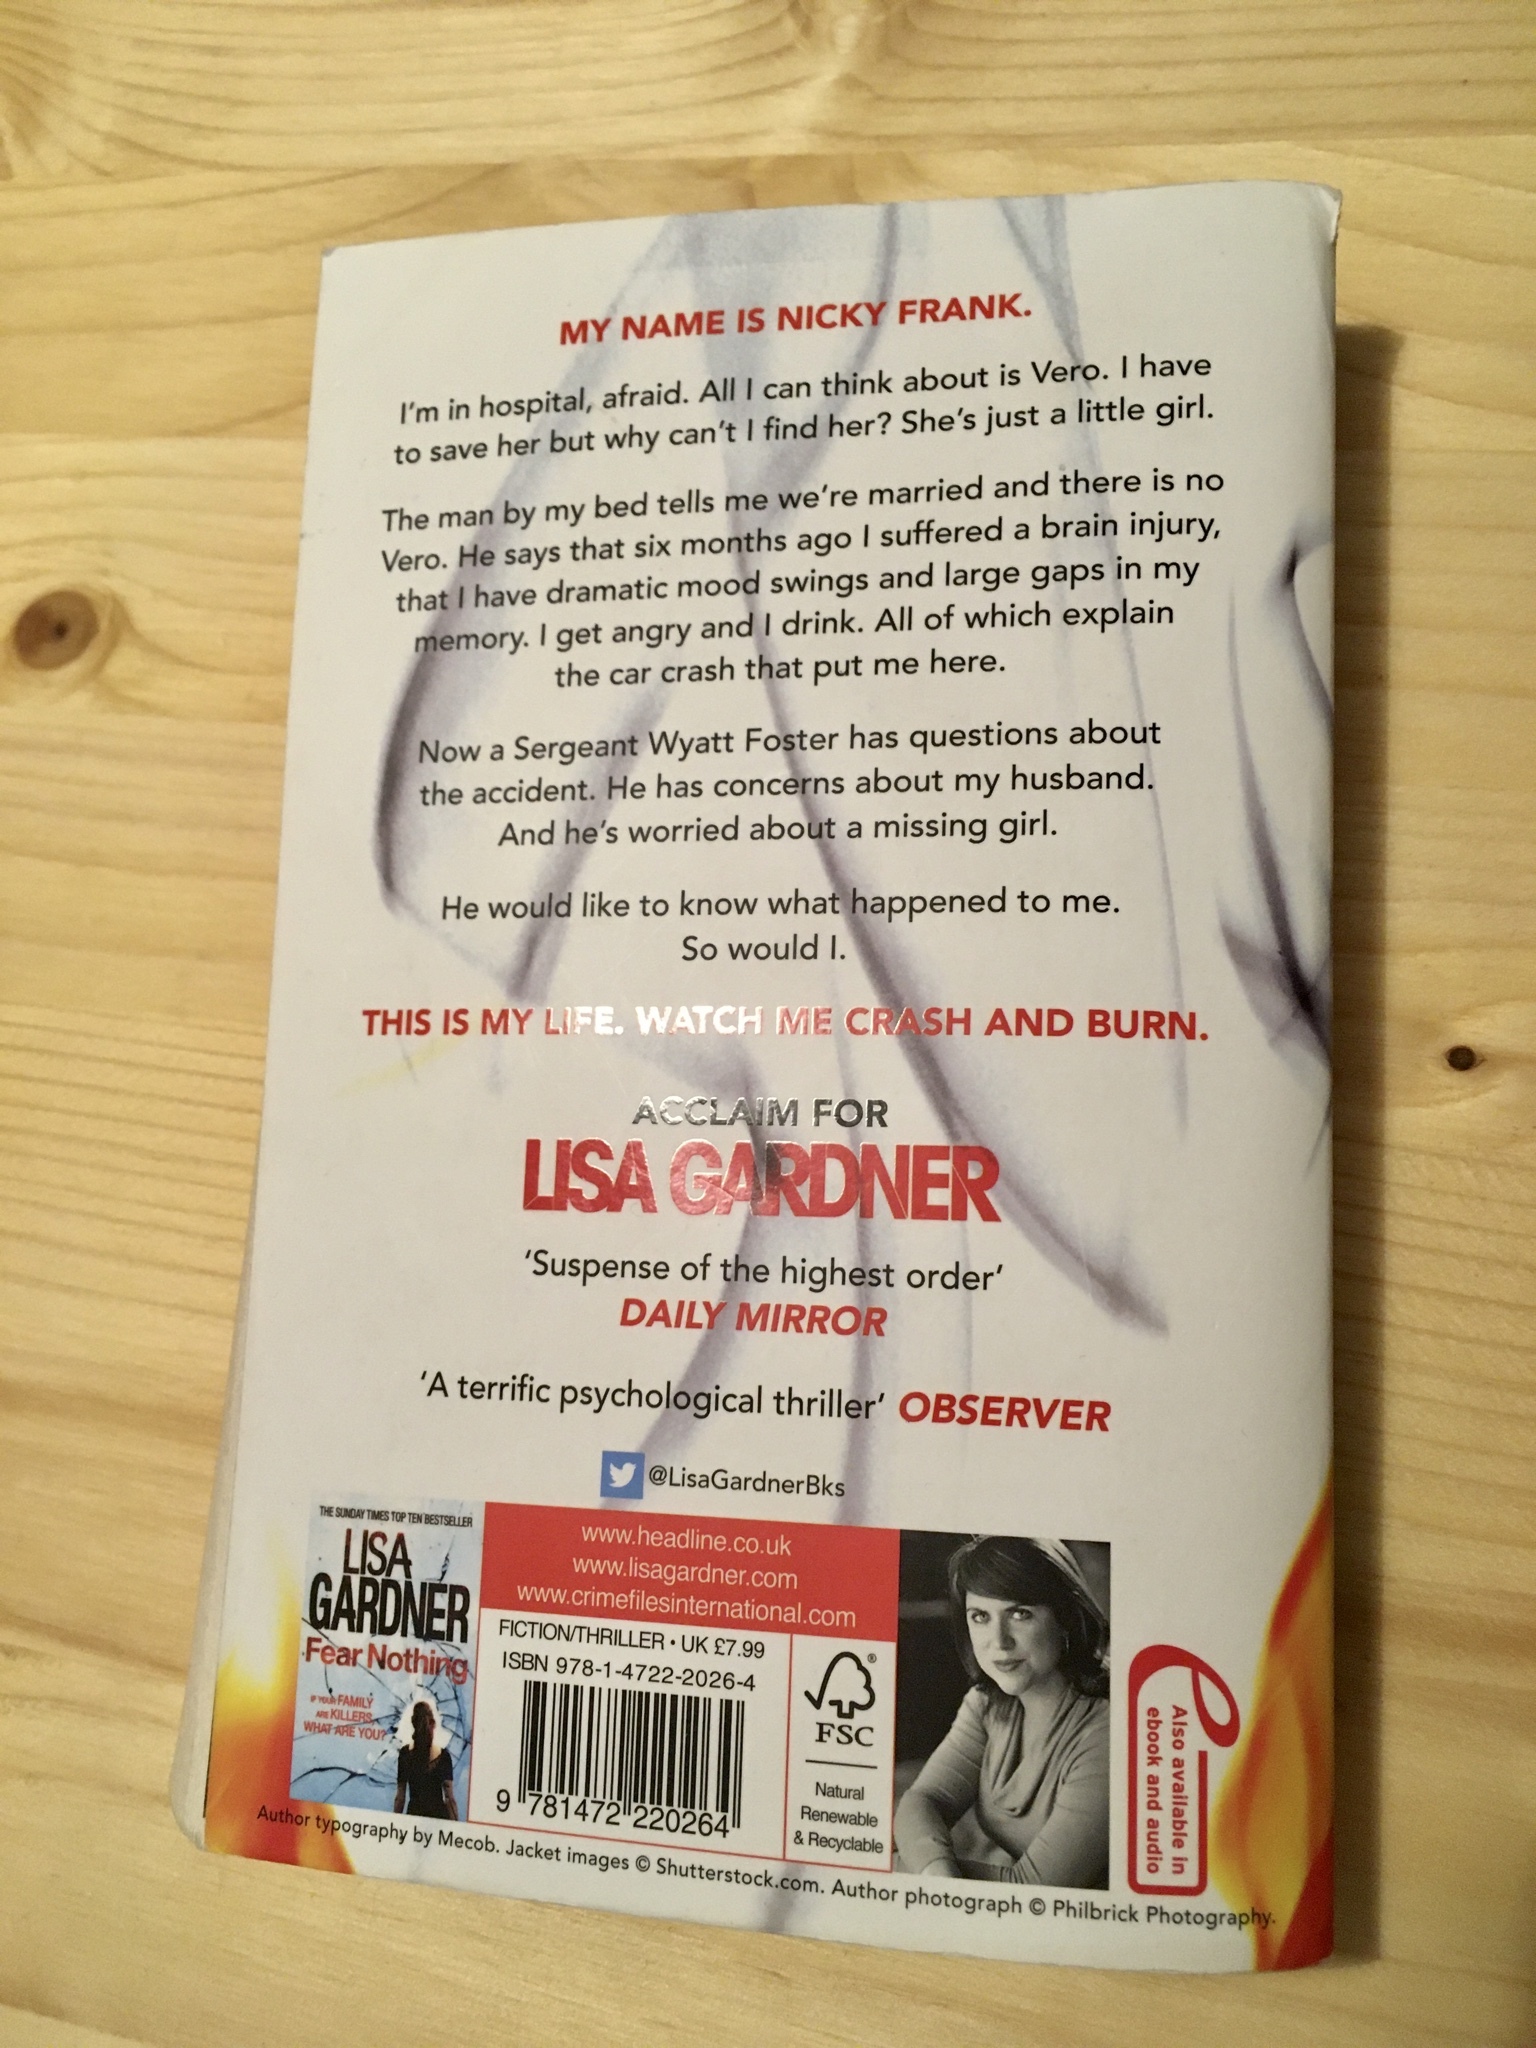 MY NAME IS NICKY FRANK.
I'm in hospital, afraid. All I can think about is Vero. I have
to save her but why can't I find her? She's just a little girl.
The man by my bed tells me we're married and there is no
Vero. He says that six months ago I suffered a brain injury,
that I have dramatic mood swings and large gaps in my
memory. I get angry and I drink. All of which explain
the car crash that put me here.
Now a Sergeant Wyatt Foster has questions about
the accident. He has concerns about my husband.
And he's worried about a missing girl.
He would like to know what happened to me.
So would I.
THIS IS MY LIFE. WATCH ME CRASH AND BURN.
ACCLAIM FOR
LISA GARDNER
'Suspense of the highest order'
DAILY MIRROR
'A terrific psychological thriller' OBSERVER
@LisaGardnerBks
THE SUNDAY TIMES TOP TEN BESTSELLER
LISA
GARDNER
Fear Nothing
IF YOUR FAMILY
ARE KILLERS,
WHAT ARE YOU?
www.headline.co.uk
www.lisagardner.com
www.crimefilesinternational.com
FICTION/THRILLER • UK £7.99
ISBN 978-1-4722-2026-4
9 781472 220264
®
FSC
Natural
Renewable
& Recyclable
e
Also available in
ebook and audio
Author typography by Mecob. Jacket images © Shutterstock.com. Author photograph © Philbrick Photography.